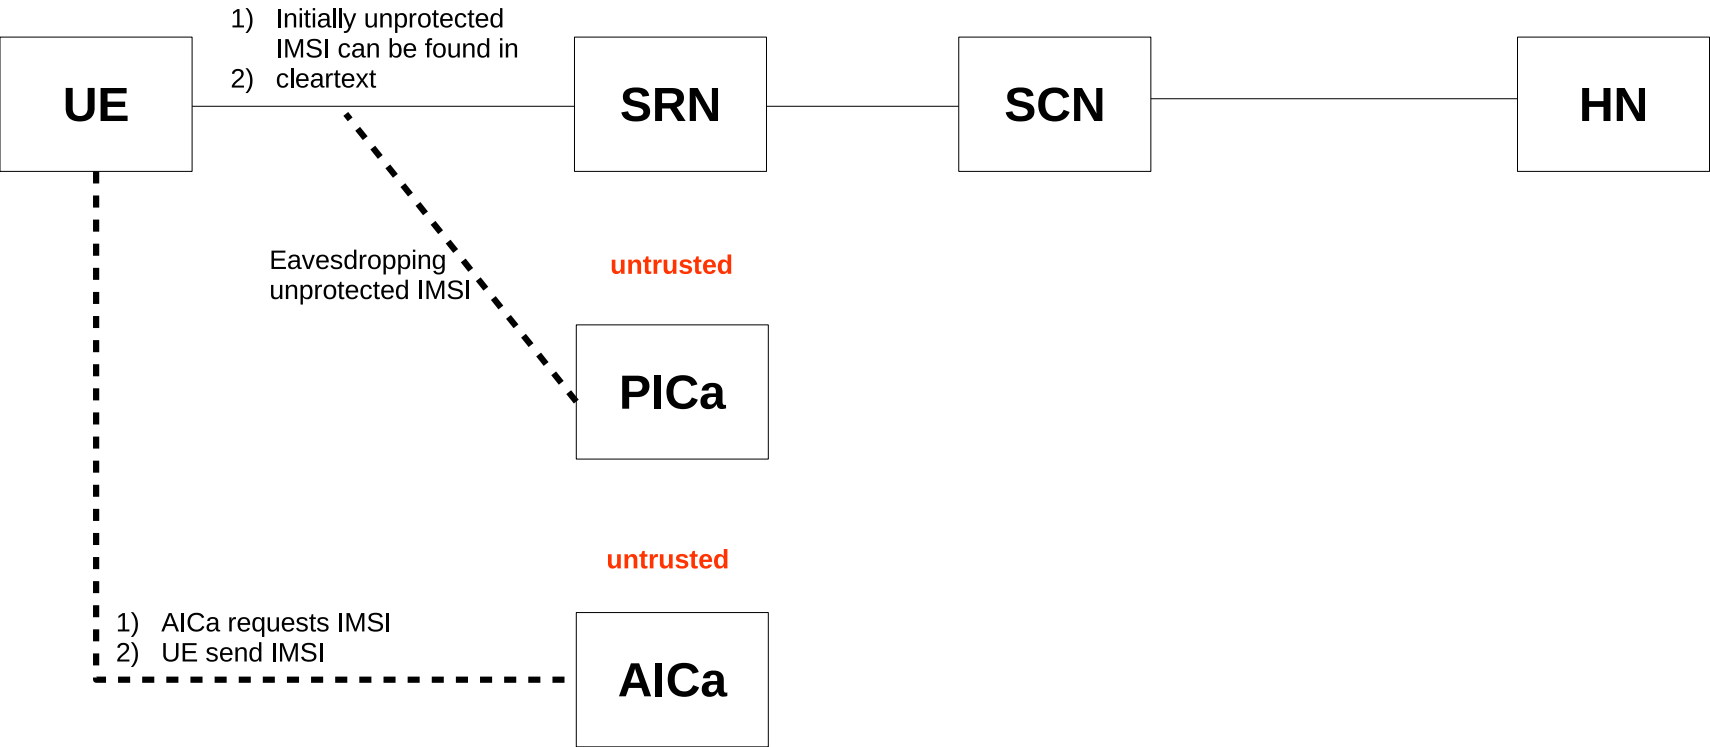 1) Initially unprotected
IMSI can be found in
2) cleartext
UE
SRN
SCN
HN
Eavesdropping
unprotected IMSI
untrusted
PICa
untrusted
1) AICa requests IMSI
2) UE send IMSI
AICa